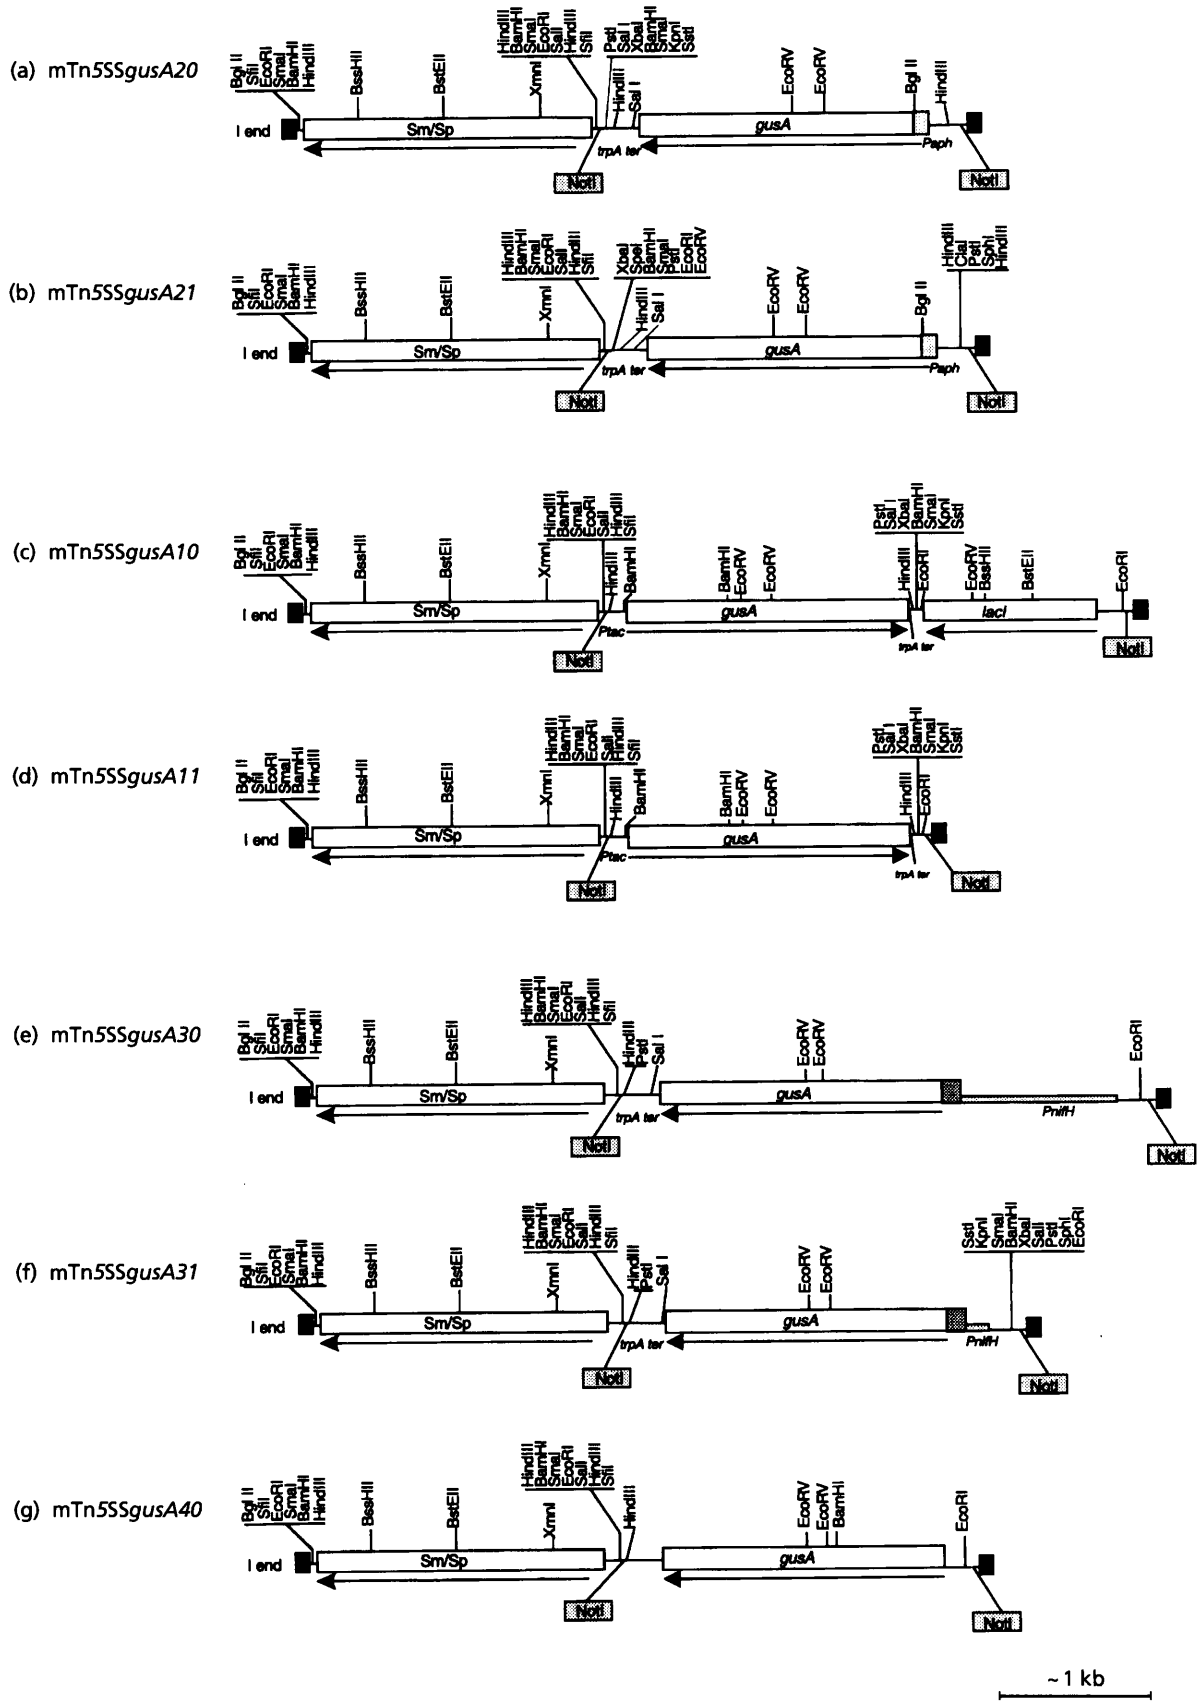 HindIII BamHI SmaI EcoRI SalI HindIII SfiI
PstI Sal I XbaI BamHI SmaI KpnI SstI
(a) mTn5SSgusA20
Bgl II SfiI EcoRI SmaI BamHI HindIII
BssHII BstEII XmnI HindIII Sal I EcoRV EcoRV Bgl II HindIII
I end Sm/Sp trpA ter gusA Paph
NotI NotI
HindIII BamHI SmaI EcoRI SalI HindIII SfiI
XbaI SpeI BamHI SmaI PstI EcoRI EcoRV
HindIII ClaI PstI SphI HindIII
(b) mTn5SSgusA21
Bgl II SfiI EcoRI SmaI BamHI HindIII
BssHII BstEII XmnI HindIII Sal I EcoRV EcoRV Bgl II
I end Sm/Sp trpA ter gusA Paph
NotI NotI
HindIII BamHI SmaI EcoRI SalI HindIII SfiI
PstI Sal I XbaI BamHI SmaI KpnI SstI
(c) mTn5SSgusA10
Bgl II SfiI EcoRI SmaI BamHI HindIII
BssHII BstEII XmnI HindIII BamHI BamHI EcoRV EcoRV HindIII EcoRI EcoRV BssHII BstEII EcoRI
I end Sm/Sp Ptac gusA trpA ter lacI
NotI NotI
HindIII BamHI SmaI EcoRI SalI HindIII SfiI
PstI Sal I XbaI BamHI SmaI KpnI SstI
(d) mTn5SSgusA11
Bgl II SfiI EcoRI SmaI BamHI HindIII
BssHII BstEII XmnI HindIII BamHI BamHI EcoRV EcoRV HindIII EcoRI
I end Sm/Sp Ptac gusA trpA ter
NotI NotI
HindIII BamHI SmaI EcoRI SalI HindIII SfiI
(e) mTn5SSgusA30
Bgl II SfiI EcoRI SmaI BamHI HindIII
BssHII BstEII XmnI HindIII PstI Sal I EcoRV EcoRV EcoRI
I end Sm/Sp trpA ter gusA PnifH
NotI NotI
HindIII BamHI SmaI EcoRI SalI HindIII SfiI
SstI KpnI SmaI BamHI XbaI SalI PstI SphI EcoRI
(f) mTn5SSgusA31
Bgl II SfiI EcoRI SmaI BamHI HindIII
BssHII BstEII XmnI HindIII PstI Sal I EcoRV EcoRV
I end Sm/Sp trpA ter gusA PnifH
NotI NotI
HindIII BamHI SmaI EcoRI SalI HindIII SfiI
(g) mTn5SSgusA40
Bgl II SfiI EcoRI SmaI BamHI HindIII
BssHII BstEII XmnI HindIII EcoRV EcoRV BamHI EcoRI
I end Sm/Sp gusA
NotI NotI
~ 1 kb